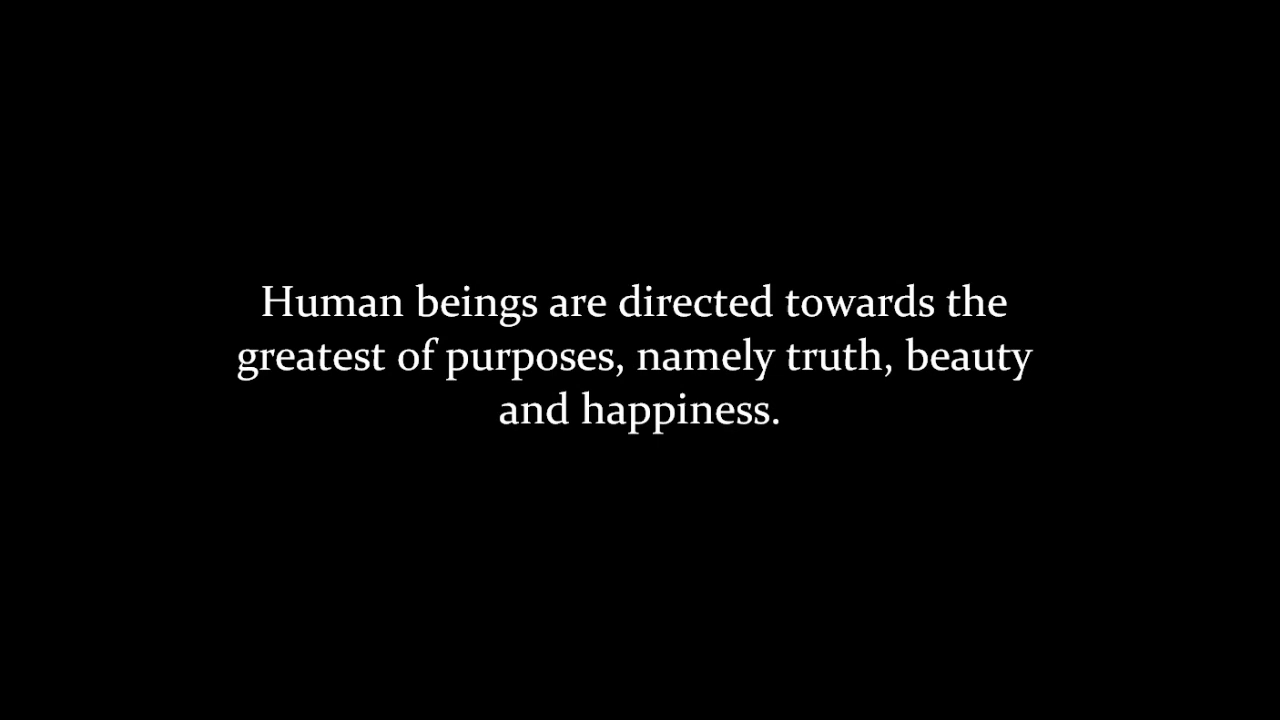 Human beings are directed towards the
greatest of purposes, namely truth, beauty
and happiness.